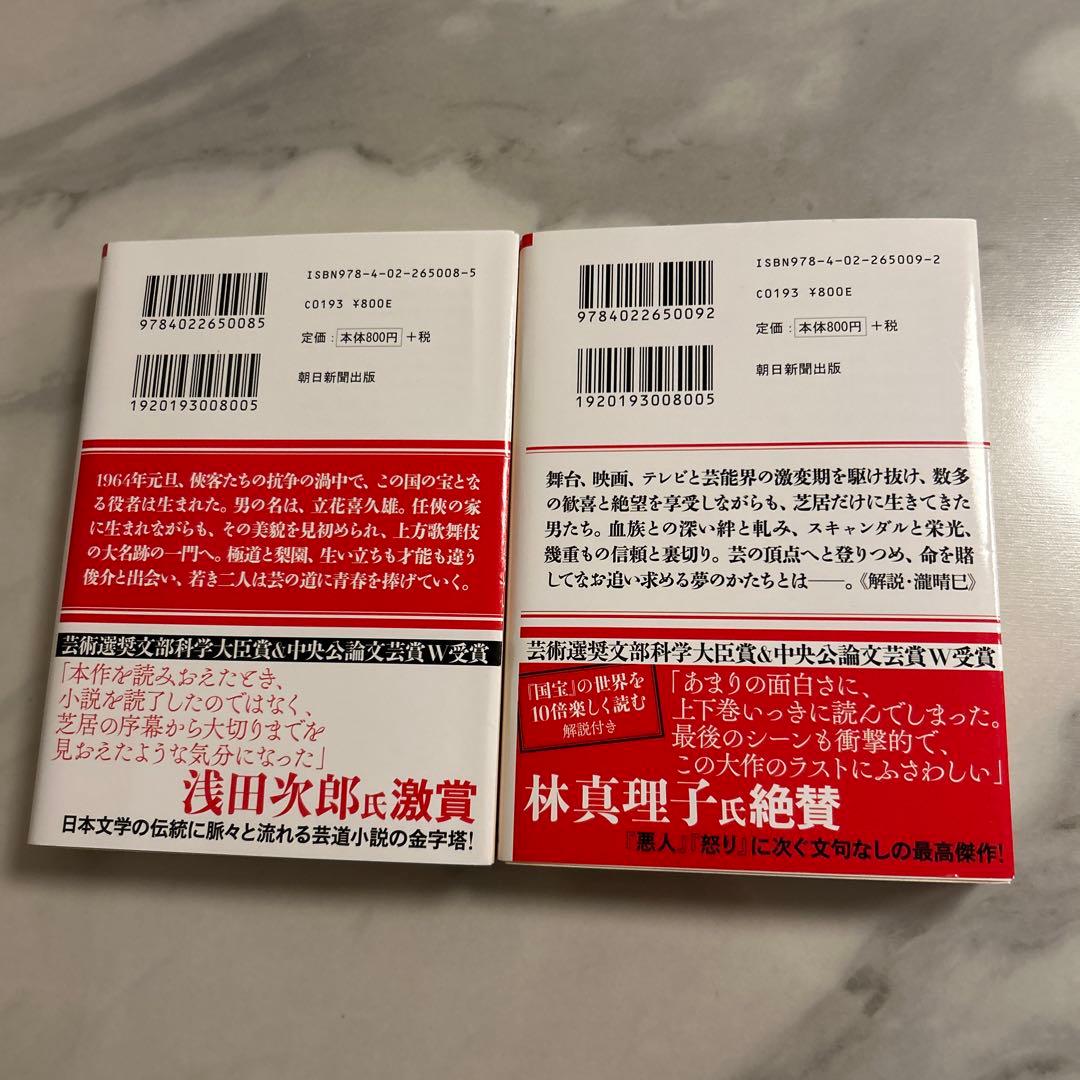 ISBN978-4-02-265008-5
9784022650085
C0193 ¥800E
定価：本体800円+税
1920193008005
朝日新聞出版
1964年元旦、俠客たちの抗争の渦中で、この国の宝とな
る役者は生まれた。男の名は、立花喜久雄。任俠の家
に生まれながらも、その美貌を見初められ、上方歌舞伎
の大名跡の一門へ。極道と梨園、生い立ちも才能も違う
俊介と出会い、若き二人は芸の道に青春を捧げていく。
芸術選奨文部科学大臣賞&中央公論文芸賞W受賞
「本作を読みおえたとき、
小説を読了したのではなく、
芝居の序幕から大切りまでを
見おえたような気分になった」
浅田次郎氏激賞
日本文学の伝統に脈々と流れる芸道小説の金字塔!
ISBN978-4-02-265009-2
9784022650092
C0193 ¥800E
定価：本体800円+税
1920193008005
朝日新聞出版
舞台、映画、テレビと芸能界の激変期を駆け抜け、数多
の歓喜と絶望を享受しながらも、芝居だけに生きてきた
男たち。血族との深い絆と軋み、スキャンダルと栄光、
幾重もの信頼と裏切り。芸の頂点へと登りつめ、命を賭
してなお追い求める夢のかたちとは——。《解説・瀧晴巳》
芸術選奨文部科学大臣賞&中央公論文芸賞W受賞
『国宝』の世界を
10倍楽しく読む
解説付き
「あまりの面白さに、
上下巻いっきに読んでしまった。
最後のシーンも衝撃的で、
この大作のラストにふさわしい」
林真理子氏絶賛
『悪人』『怒り』に次ぐ文句なしの最高傑作!